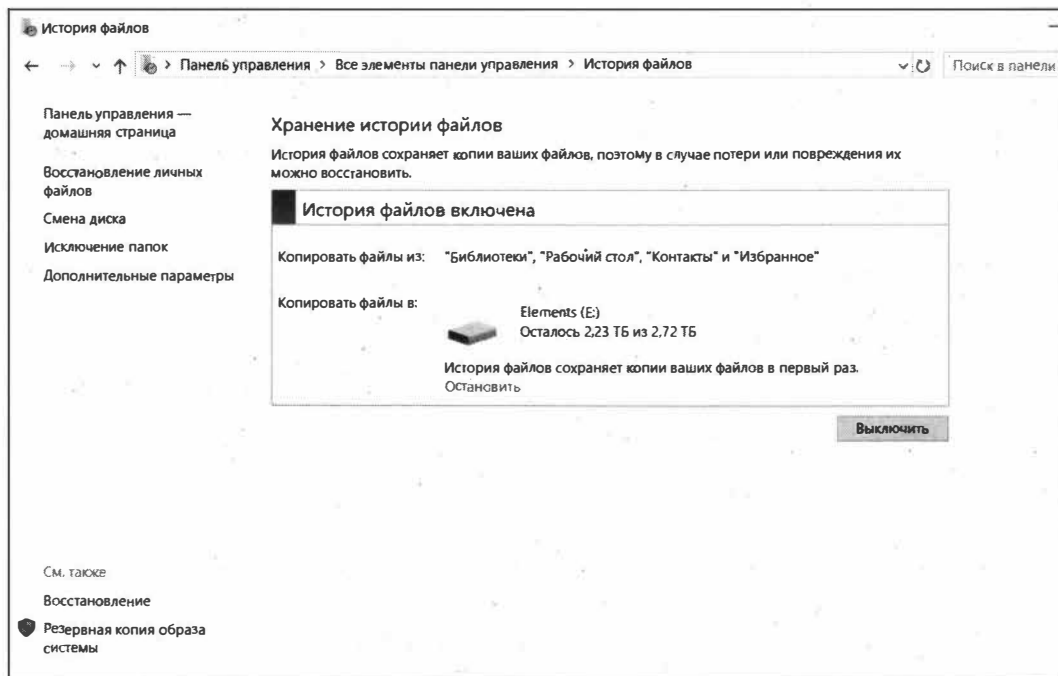 История файлов
Панель управления > Все элементы панели управления > История файлов
Поиск в панели
Панель управления —
домашняя страница
Восстановление личных
файлов
Смена диска
Исключение папок
Дополнительные параметры
Хранение истории файлов
История файлов сохраняет копии ваших файлов, поэтому в случае потери или повреждения их
можно восстановить.
История файлов включена
Копировать файлы из: "Библиотеки", "Рабочий стол", "Контакты" и "Избранное"
Копировать файлы в:
Elements (E:)
Осталось 2,23 ТБ из 2,72 ТБ
История файлов сохраняет копии ваших файлов в первый раз.
Остановить
Выключить
См. также
Восстановление
Резервная копия образа
системы